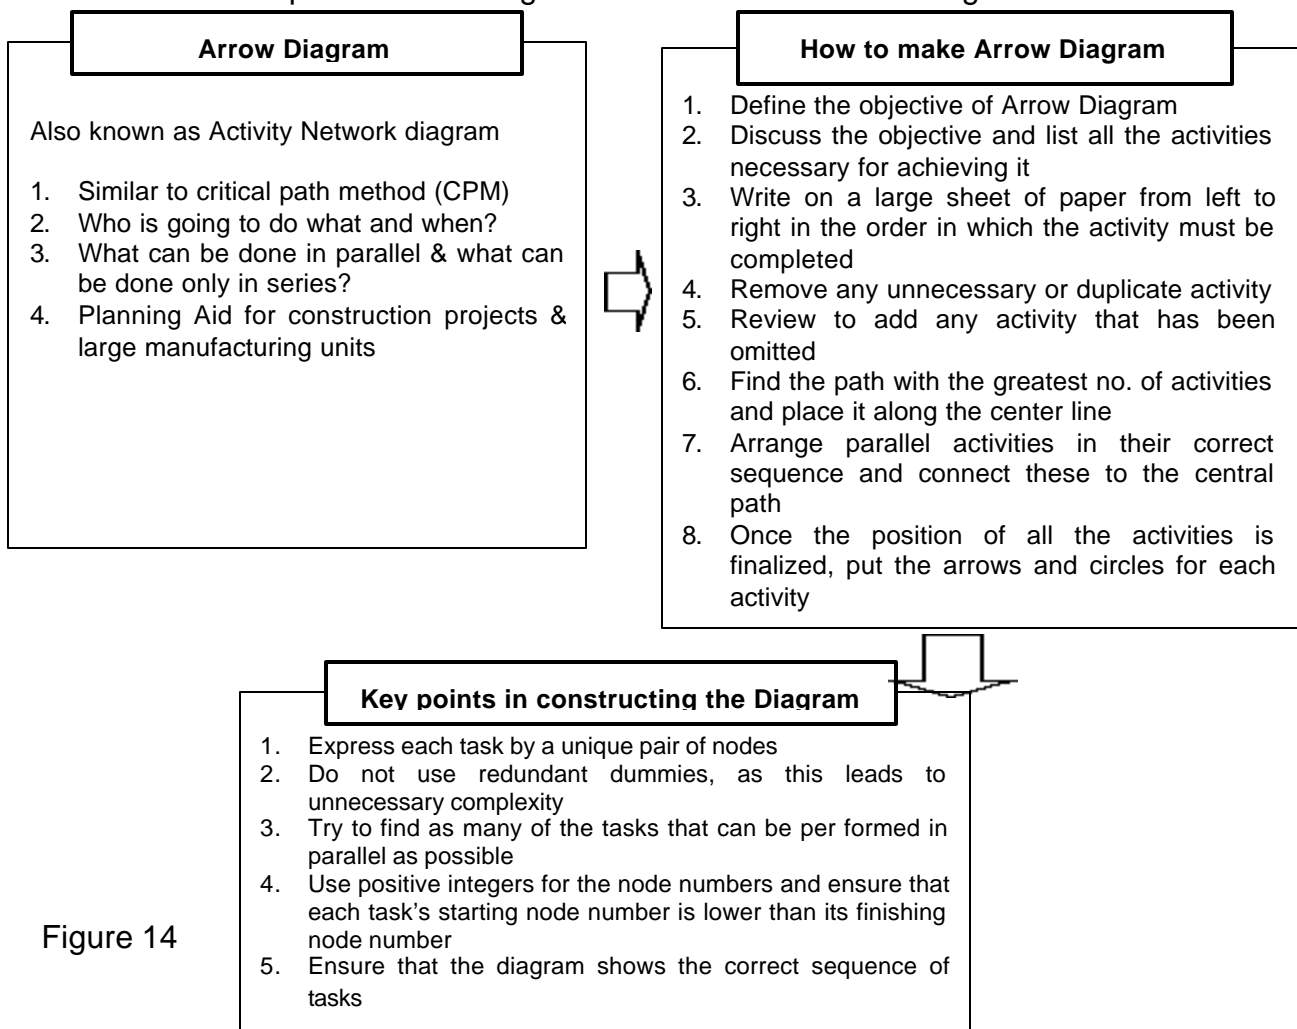 Arrow Diagram
Also known as Activity Network diagram
1. Similar to critical path method (CPM)
2. Who is going to do what and when?
3. What can be done in parallel & what can
be done only in series?
4. Planning Aid for construction projects &
large manufacturing units
How to make Arrow Diagram
1. Define the objective of Arrow Diagram
2. Discuss the objective and list all the activities
necessary for achieving it
3. Write on a large sheet of paper from left to
right in the order in which the activity must be
completed
4. Remove any unnecessary or duplicate activity
5. Review to add any activity that has been
omitted
6. Find the path with the greatest no. of activities
and place it along the center line
7. Arrange parallel activities in their correct
sequence and connect these to the central
path
8. Once the position of all the activities is
finalized, put the arrows and circles for each
activity
Key points in constructing the Diagram
1. Express each task by a unique pair of nodes
2. Do not use redundant dummies, as this leads to
unnecessary complexity
3. Try to find as many of the tasks that can be per formed in
parallel as possible
4. Use positive integers for the node numbers and ensure that
each task's starting node number is lower than its finishing
node number
5. Ensure that the diagram shows the correct sequence of
tasks
Figure 14